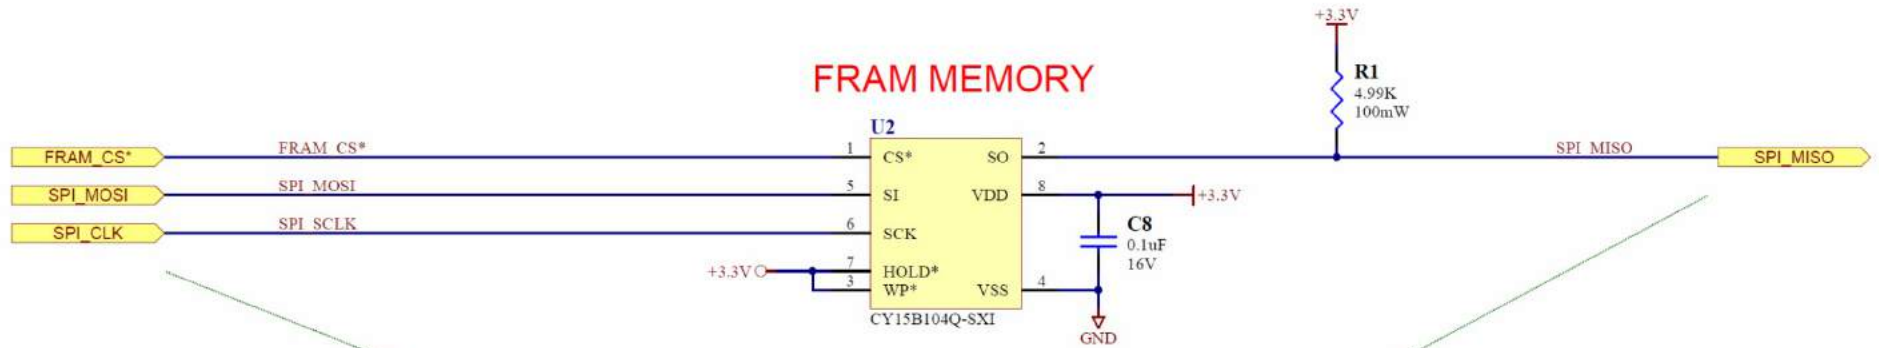 +3.3V
FRAM MEMORY
R1
4.99K
100mW
U2
FRAM_CS*
FRAM_CS*
1
CS*
SO
2
SPI_MISO
SPI_MISO
SPI_MOSI
SPI_MOSI
5
SI
VDD
8
+3.3V
SPI_CLK
SPI_SCLK
6
SCK
C8
0.1uF
16V
+3.3V
7
HOLD*
3
WP*
VSS
4
CY15B104Q-SXI
GND